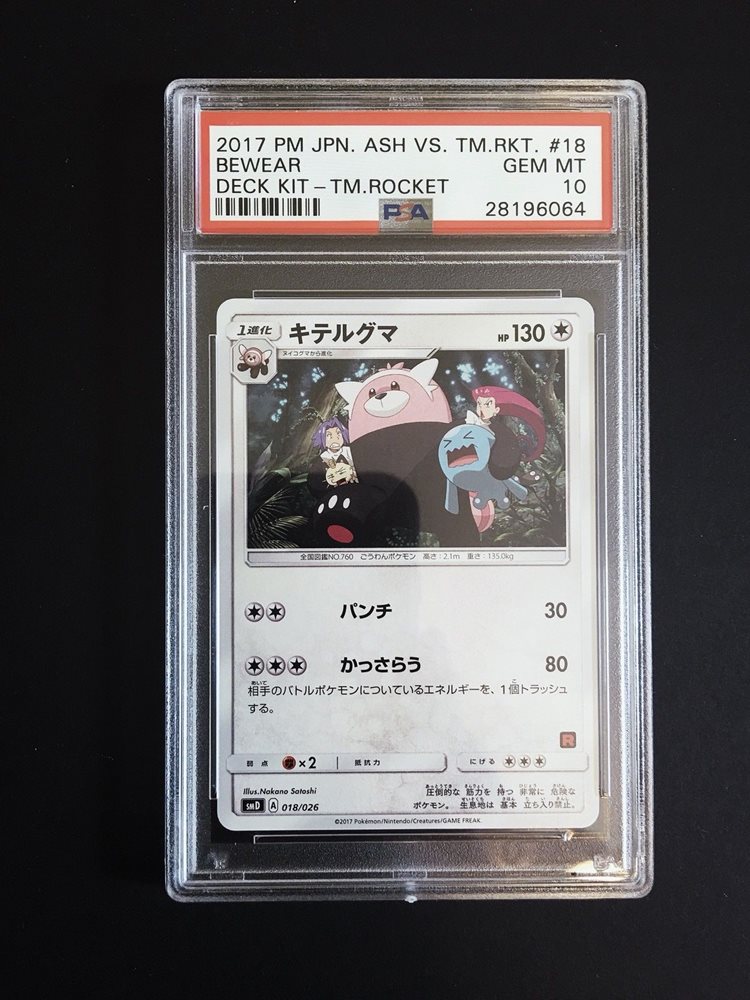 2017 PM JPN. ASH VS. TM.RKT. #18
BEWEAR GEM MT
DECK KIT – TM.ROCKET 10
PSA 28196064
1進化 キテルグマ HP 130
ヌイコグマから進化
全国図鑑NO.760 ごうわんポケモン 高さ:2.1m 重さ:135.0kg
パンチ 30
かっさらう 80
あいて
相手のバトルポケモンについているエネルギーを、1個トラッシュ
する。
R
弱点 ×2 抵抗力 にげる
Illus.Nakano Satoshi
圧倒的な 筋力を 持つ 非常に 危険な
ポケモン。 生息地は 基本 立ち入り禁止。
SMD A 018/026
©2017 Pokémon/Nintendo/Creatures/GAME FREAK.